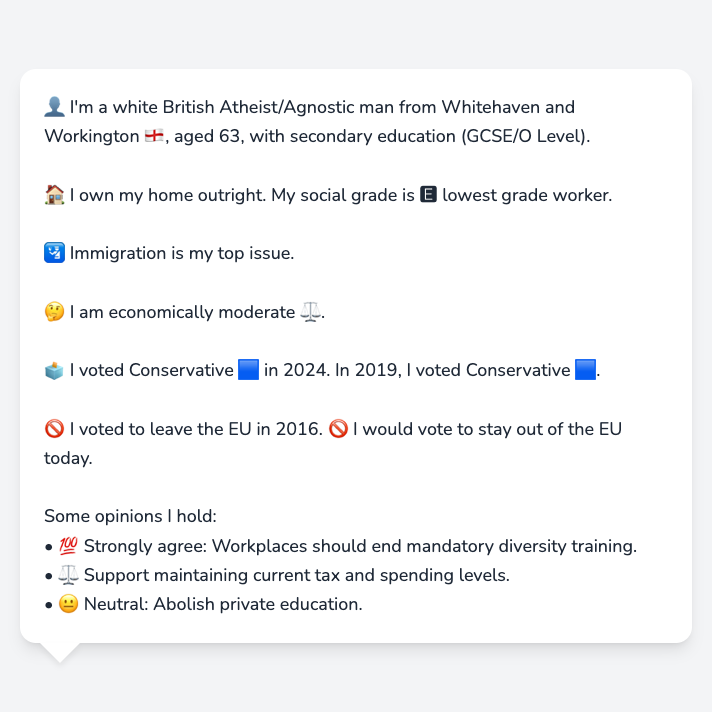 👤 I'm a white British Atheist/Agnostic man from Whitehaven and
Workington 🏴󠁧󠁢󠁥󠁮󠁧󠁿, aged 63, with secondary education (GCSE/O Level).
🏠 I own my home outright. My social grade is 🅴 lowest grade worker.
🛂 Immigration is my top issue.
🤔 I am economically moderate ⚖️.
🗳️ I voted Conservative 🟦 in 2024. In 2019, I voted Conservative 🟦.
🚫 I voted to leave the EU in 2016. 🚫 I would vote to stay out of the EU
today.
Some opinions I hold:
• 💯 Strongly agree: Workplaces should end mandatory diversity training.
• ⚖️ Support maintaining current tax and spending levels.
• 😐 Neutral: Abolish private education.